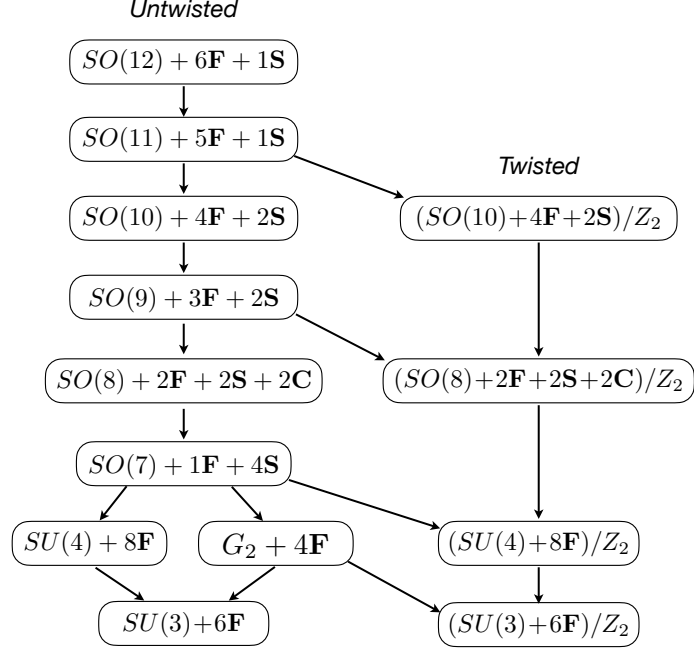 Untwisted
SO(12) + 6F + 1S
SO(11) + 5F + 1S
Twisted
SO(10) + 4F + 2S
(SO(10)+4F+2S)/Z₂
SO(9) + 3F + 2S
SO(8) + 2F + 2S + 2C
(SO(8)+2F+2S+2C)/Z₂
SO(7) + 1F + 4S
SU(4) + 8F
G₂ + 4F
(SU(4)+8F)/Z₂
SU(3)+6F
(SU(3)+6F)/Z₂